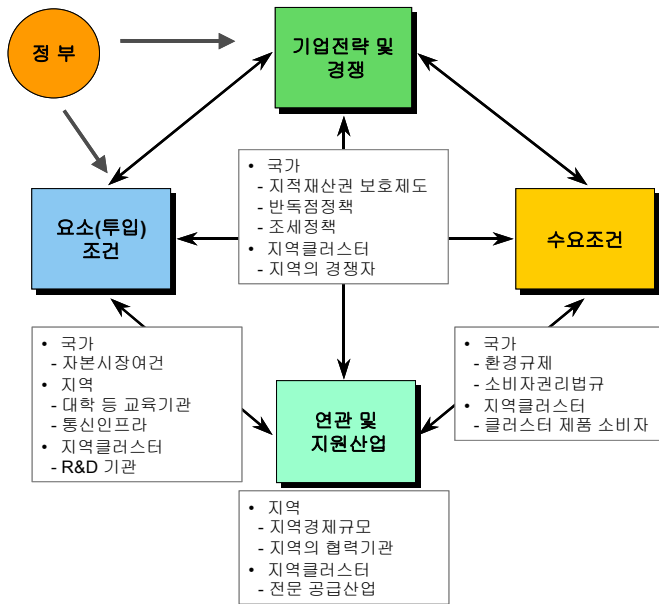 정 부
기업전략 및
경쟁
• 국가
- 지적재산권 보호제도
- 반독점정책
- 조세정책
• 지역클러스터
- 지역의 경쟁자
요소(투입)
조건
수요조건
• 국가
- 자본시장여건
• 지역
- 대학 등 교육기관
- 통신인프라
• 지역클러스터
- R&D 기관
• 국가
- 환경규제
- 소비자권리법규
• 지역클러스터
- 클러스터 제품 소비자
연관 및
지원산업
• 지역
- 지역경제규모
- 지역의 협력기관
• 지역클러스터
- 전문 공급산업